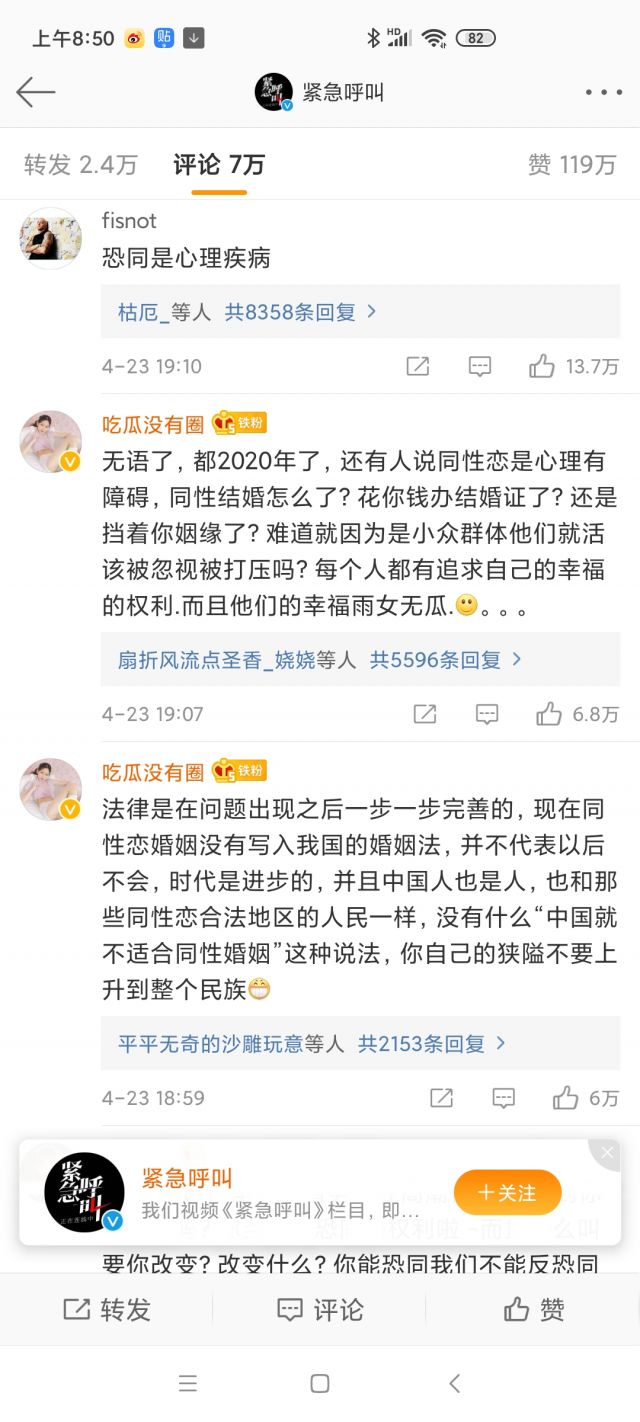 上午8:50
贴
HD
82
紧急呼叫
转发 2.4万 评论 7万 赞 119万
fisnot
恐同是心理疾病
枯厄_等人 共8358条回复 >
4-23 19:10 13.7万
吃瓜没有圈 5 铁粉
无语了，都2020年了，还有人说同性恋是心理有
障碍，同性结婚怎么了？花你钱办结婚证了？还是
挡着你姻缘了？难道就因为是小众群体他们就活
该被忽视被打压吗？每个人都有追求自己的幸福
的权利.而且他们的幸福雨女无瓜.🙂。。。
扇折风流点圣香_娆娆等人 共5596条回复 >
4-23 19:07 6.8万
吃瓜没有圈 5 铁粉
法律是在问题出现之后一步一步完善的，现在同
性恋婚姻没有写入我国的婚姻法，并不代表以后
不会，时代是进步的，并且中国人也是人，也和那
些同性恋合法地区的人民一样，没有什么“中国就
不适合同性婚姻”这种说法，你自己的狭隘不要上
升到整个民族😁
平平无奇的沙雕玩意等人 共2153条回复 >
4-23 18:59 6万
紧急呼叫
紧急呼叫
我们视频《紧急呼叫》栏目，即...
+关注
要你改变？改变什么？你能恐同我们不能反恐同
转发 评论 赞